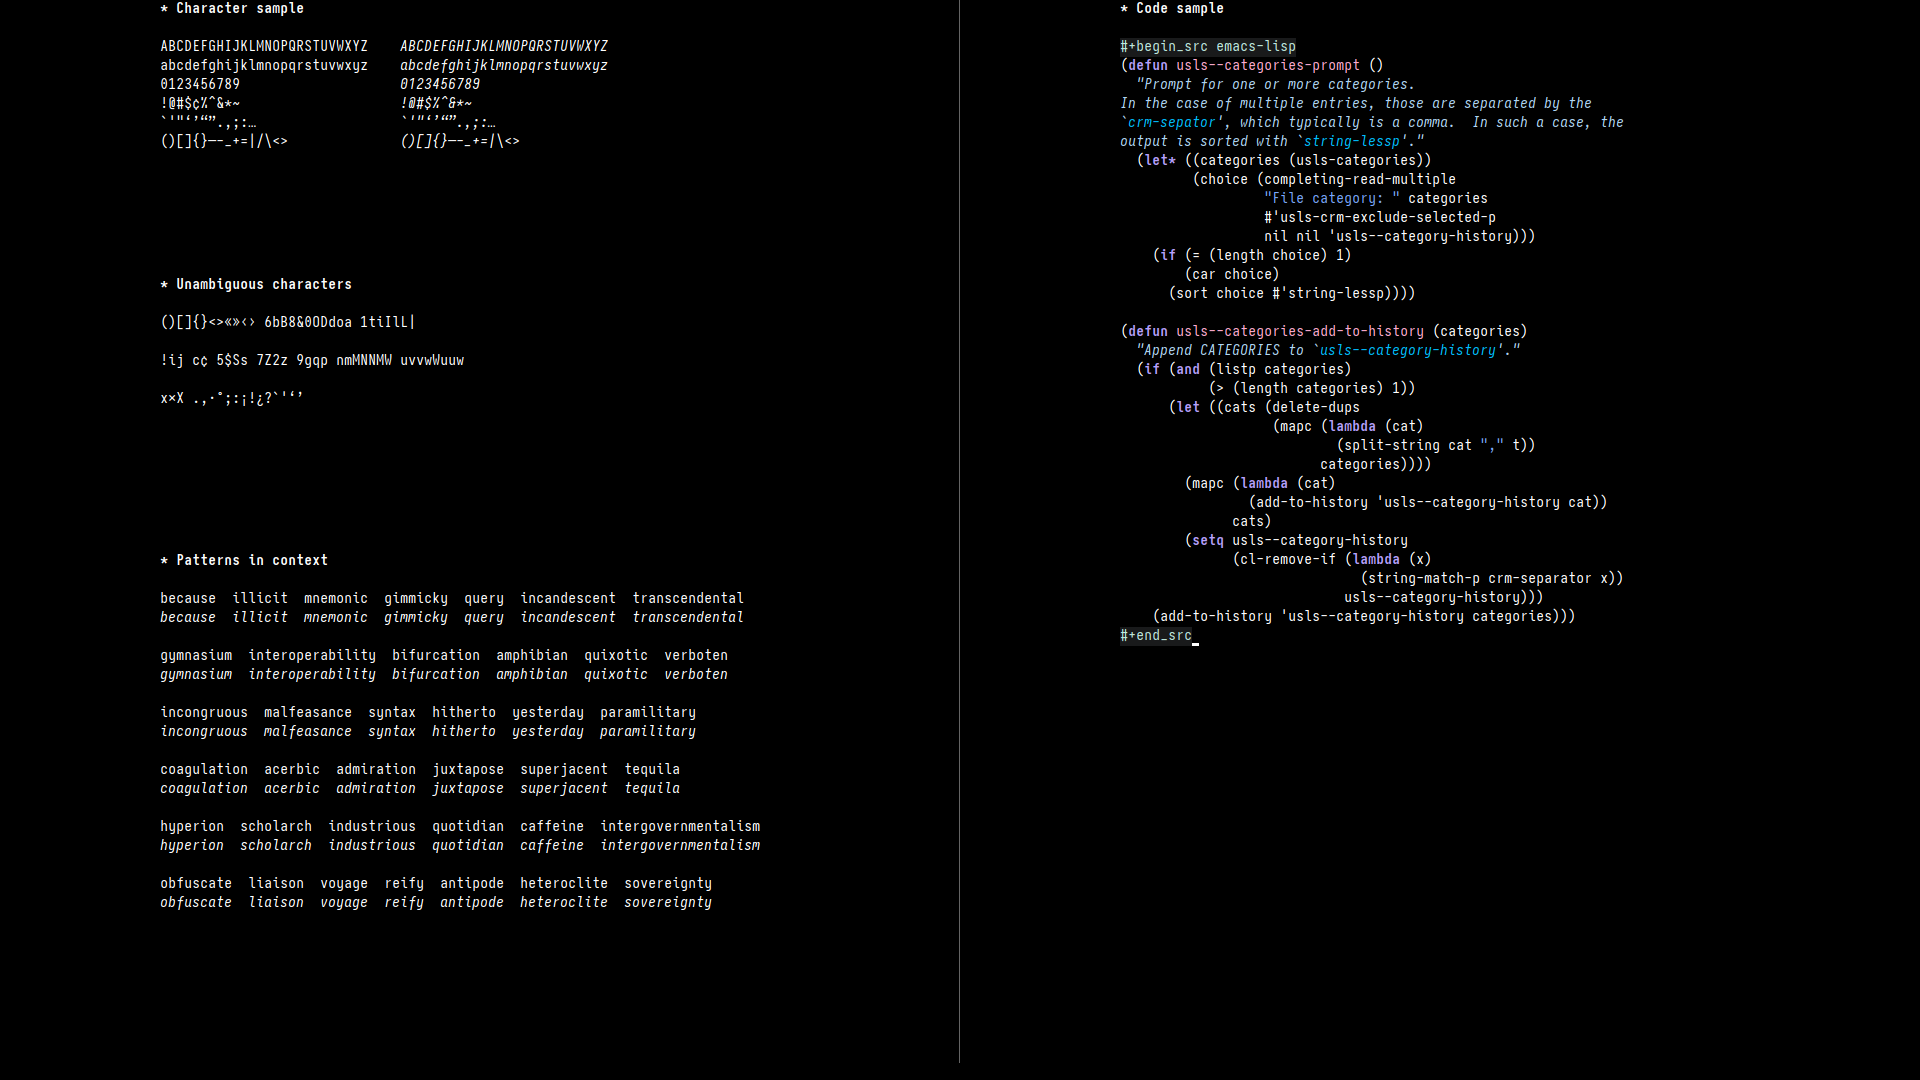 * Character sample

ABCDEFGHIJKLMNOPQRSTUVWXYZ    ABCDEFGHIJKLMNOPQRSTUVWXYZ
abcdefghijklmnopqrstuvwxyz    abcdefghijklmnopqrstuvwxyz
0123456789                    0123456789
!@#$¢%^&*~                    !@#$%^&*~
`'"‘’“”.,;:…                  `'"‘’“”.,;:…
()[]{}—-_+=|/\<>              ()[]{}—-_+=|\<>

* Unambiguous characters

()[]{}<>«»‹› 6bB8&0ODdoa 1tiIlL|

!ij c¢ 5$Ss 7Z2z 9gqp nmMNNMW uvvwWuuw

x×X .,·°;:¡!¿?`'‘’

* Patterns in context

because  illicit  mnemonic  gimmicky  query  incandescent  transcendental
because  illicit  mnemonic  gimmicky  query  incandescent  transcendental

gymnasium  interoperability  bifurcation  amphibian  quixotic  verboten
gymnasium  interoperability  bifurcation  amphibian  quixotic  verboten

incongruous  malfeasance  syntax  hitherto  yesterday  paramilitary
incongruous  malfeasance  syntax  hitherto  yesterday  paramilitary

coagulation  acerbic  admiration  juxtapose  superjacent  tequila
coagulation  acerbic  admiration  juxtapose  superjacent  tequila

hyperion  scholarch  industrious  quotidian  caffeine  intergovernmentalism
hyperion  scholarch  industrious  quotidian  caffeine  intergovernmentalism

obfuscate  liaison  voyage  reify  antipode  heteroclite  sovereignty
obfuscate  liaison  voyage  reify  antipode  heteroclite  sovereignty

* Code sample

#+begin_src emacs-lisp
(defun usls--categories-prompt ()
  "Prompt for one or more categories.
In the case of multiple entries, those are separated by the
`crm-sepator', which typically is a comma.  In such a case, the
output is sorted with `string-lessp'."
  (let* ((categories (usls-categories))
         (choice (completing-read-multiple
                  "File category: " categories
                  #'usls-crm-exclude-selected-p
                  nil nil 'usls--category-history)))
    (if (= (length choice) 1)
        (car choice)
      (sort choice #'string-lessp))))

(defun usls--categories-add-to-history (categories)
  "Append CATEGORIES to `usls--category-history'."
  (if (and (listp categories)
           (> (length categories) 1))
      (let ((cats (delete-dups
                   (mapc (lambda (cat)
                           (split-string cat "," t))
                         categories))))
        (mapc (lambda (cat)
                (add-to-history 'usls--category-history cat))
              cats)
        (setq usls--category-history
              (cl-remove-if (lambda (x)
                              (string-match-p crm-separator x))
                            usls--category-history)))
    (add-to-history 'usls--category-history categories)))
#+end_src